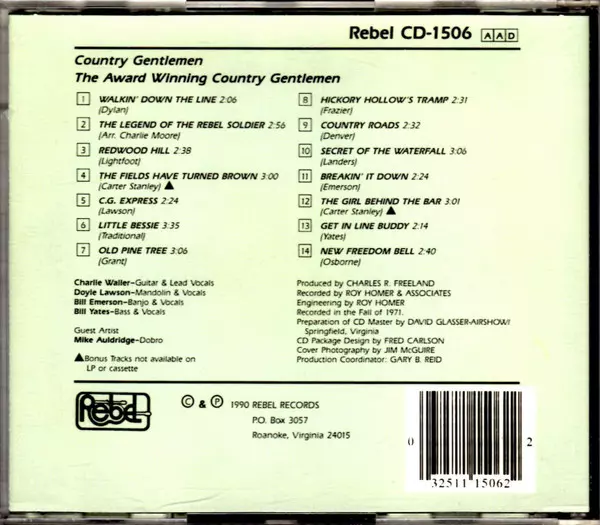 Rebel CD-1506 AAD
Country Gentlemen
The Award Winning Country Gentlemen
1 WALKIN' DOWN THE LINE 2:06
(Dylan)
2 THE LEGEND OF THE REBEL SOLDIER 2:56
(Arr. Charlie Moore)
3 REDWOOD HILL 2:38
(Lightfoot)
4 THE FIELDS HAVE TURNED BROWN 3:00
(Carter Stanley) ▲
5 C.G. EXPRESS 2:24
(Lawson)
6 LITTLE BESSIE 3:35
(Traditional)
7 OLD PINE TREE 3:06
(Grant)
8 HICKORY HOLLOW'S TRAMP 2:31
(Frazier)
9 COUNTRY ROADS 2:32
(Denver)
10 SECRET OF THE WATERFALL 3:06
(Landers)
11 BREAKIN' IT DOWN 2:24
(Emerson)
12 THE GIRL BEHIND THE BAR 3:01
(Carter Stanley) ▲
13 GET IN LINE BUDDY 2:14
(Yates)
14 NEW FREEDOM BELL 2:40
(Osborne)
Charlie Waller-Guitar & Lead Vocals
Doyle Lawson-Mandolin & Vocals
Bill Emerson-Banjo & Vocals
Bill Yates-Bass & Vocals
Guest Artist
Mike Auldridge-Dobro
▲Bonus Tracks not available on
LP or cassette
Produced by CHARLES R. FREELAND
Recorded by ROY HOMER & ASSOCIATES
Engineering by ROY HOMER
Recorded in the Fall of 1971.
Preparation of CD Master by DAVID GLASSER-AIRSHOW/
Springfield, Virginia
CD Package Design by FRED CARLSON
Cover Photography by JIM McGUIRE
Production Coordinator: GARY B. REID
Rebel
© & ℗ 1990 REBEL RECORDS
P.O. Box 3057
Roanoke, Virginia 24015
0 32511 15062 2